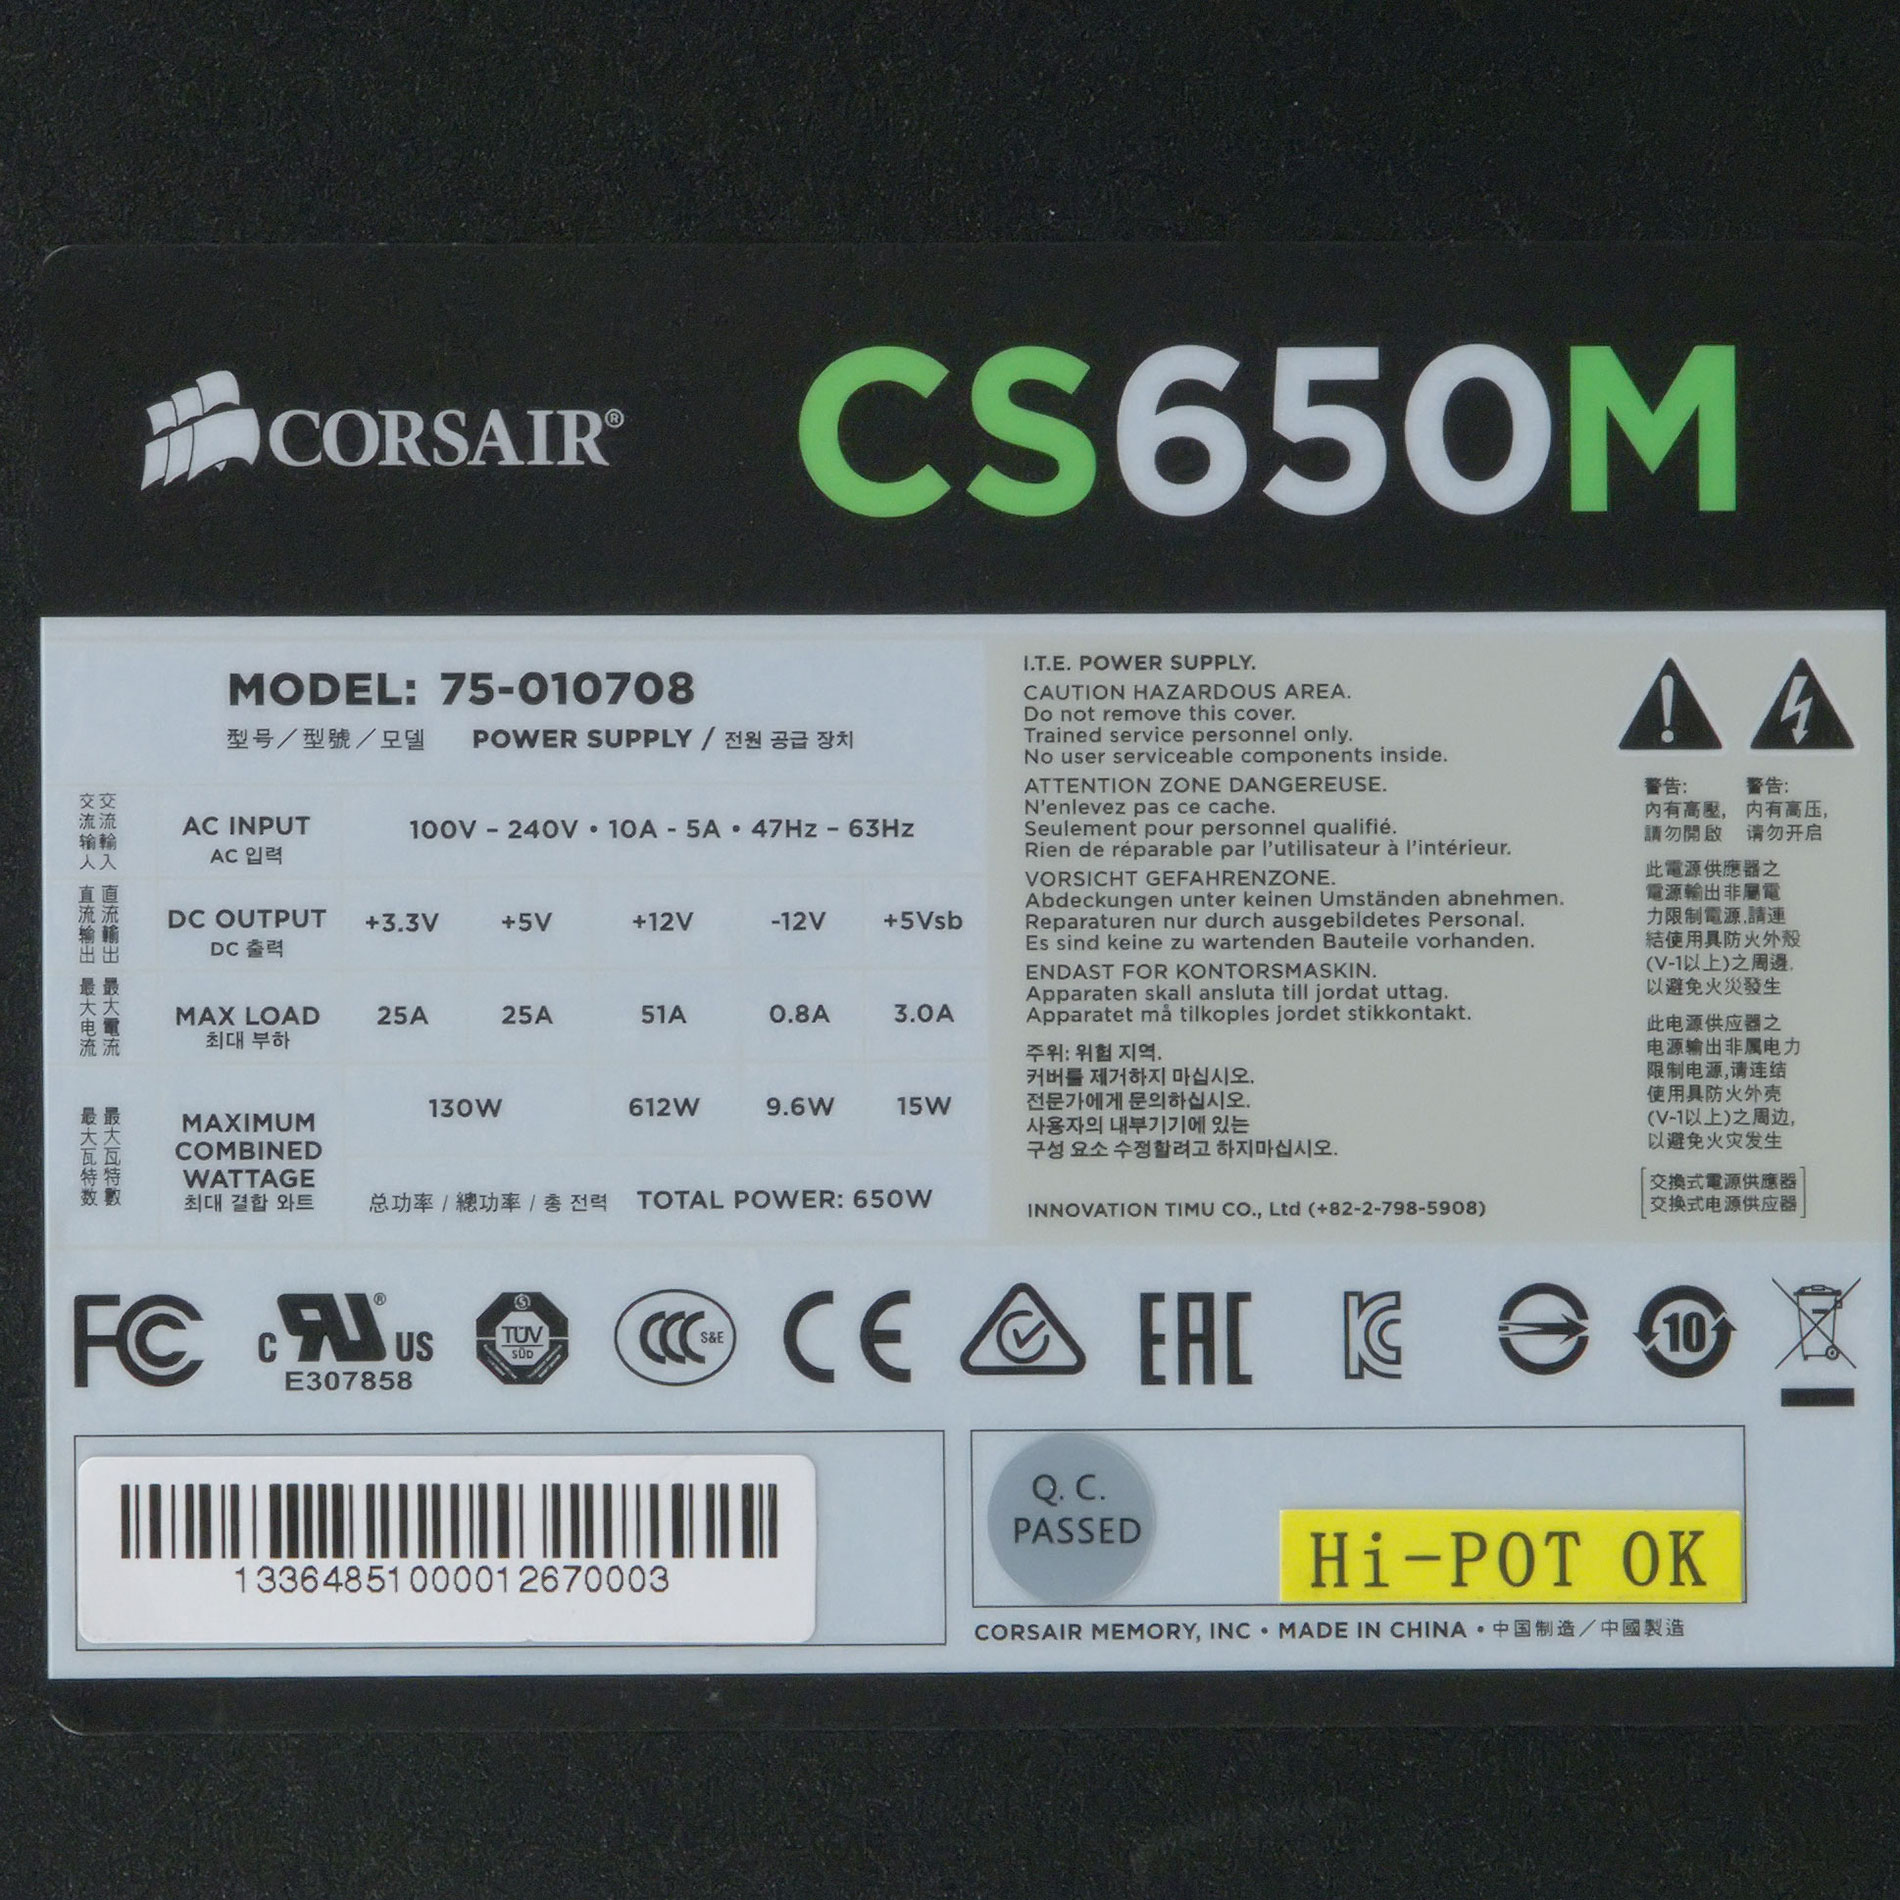 CORSAIR®
CS650M
MODEL: 75-010708
型号／型號／모델 POWER SUPPLY / 전원 공급 장치
交流输人 交流輸入
AC INPUT 100V – 240V • 10A - 5A • 47Hz – 63Hz
AC 입력
直流输出 直流輸出
DC OUTPUT +3.3V +5V +12V -12V +5Vsb
DC 출력
最大电流 最大電流
MAX LOAD 25A 25A 51A 0.8A 3.0A
최대 부하
最大瓦特数 最大瓦特數
MAXIMUM
COMBINED
WATTAGE
최대 결합 와트
130W 612W 9.6W 15W
总功率 / 總功率 / 총 전력 TOTAL POWER: 650W
I.T.E. POWER SUPPLY.
CAUTION HAZARDOUS AREA.
Do not remove this cover.
Trained service personnel only.
No user serviceable components inside.
ATTENTION ZONE DANGEREUSE.
N'enlevez pas ce cache.
Seulement pour personnel qualifié.
Rien de réparable par l'utilisateur à l'intérieur.
VORSICHT GEFAHRENZONE.
Abdeckungen unter keinen Umständen abnehmen.
Reparaturen nur durch ausgebildetes Personal.
Es sind keine zu wartenden Bauteile vorhanden.
ENDAST FOR KONTORSMASKIN.
Apparaten skall ansluta till jordat uttag.
Apparatet må tilkoples jordet stikkontakt.
주위: 위험 지역.
커버를 제거하지 마십시오.
전문가에게 문의하십시오.
사용자의 내부기기에 있는
구성 요소 수정할려고 하지마십시오.
INNOVATION TIMU CO., Ltd (+82-2-798-5908)
警告:
內有高壓,
請勿開啟
警告:
内有高压,
请勿开启
此電源供應器之
電源輸出非屬電
力限制電源,請連
結使用具防火外殼
(V-1以上)之周邊,
以避免火災發生
此电源供应器之
电源输出非属电力
限制电源,请连结
使用具防火外壳
(V-1以上)之周边,
以避免火灾发生
交換式電源供應器
交换式电源供应器
FC
c RU® US
E307858
S
TÜV
SÜD
CCC S&E
CE
EAC
KC
10
13364851000012670003
Q. C.
PASSED
Hi-POT OK
CORSAIR MEMORY, INC • MADE IN CHINA • 中国制造／中國製造